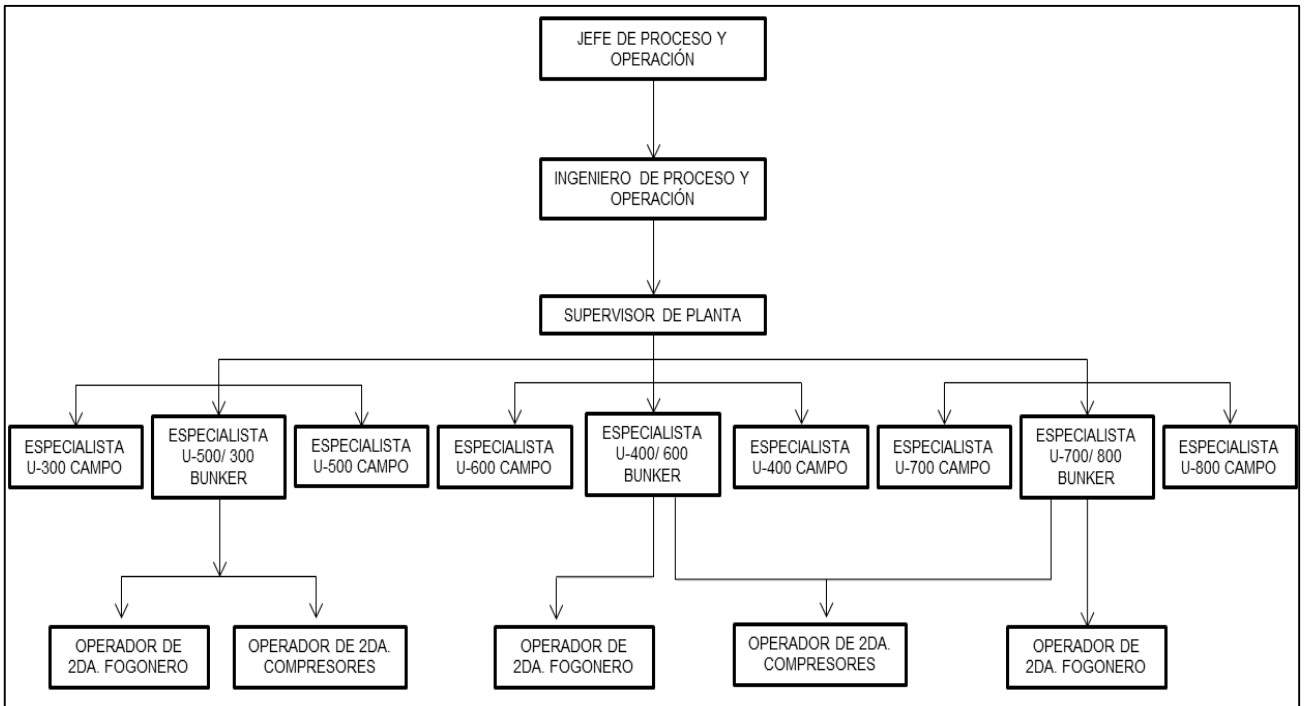 JEFE DE PROCESO Y
OPERACIÓN
INGENIERO DE PROCESO Y
OPERACIÓN
SUPERVISOR DE PLANTA
ESPECIALISTA
U-300 CAMPO
ESPECIALISTA
U-500/ 300
BUNKER
ESPECIALISTA
U-500 CAMPO
ESPECIALISTA
U-600 CAMPO
ESPECIALISTA
U-400/ 600
BUNKER
ESPECIALISTA
U-400 CAMPO
ESPECIALISTA
U-700 CAMPO
ESPECIALISTA
U-700/ 800
BUNKER
ESPECIALISTA
U-800 CAMPO
OPERADOR DE
2DA. FOGONERO
OPERADOR DE 2DA.
COMPRESORES
OPERADOR DE
2DA. FOGONERO
OPERADOR DE 2DA.
COMPRESORES
OPERADOR DE
2DA. FOGONERO